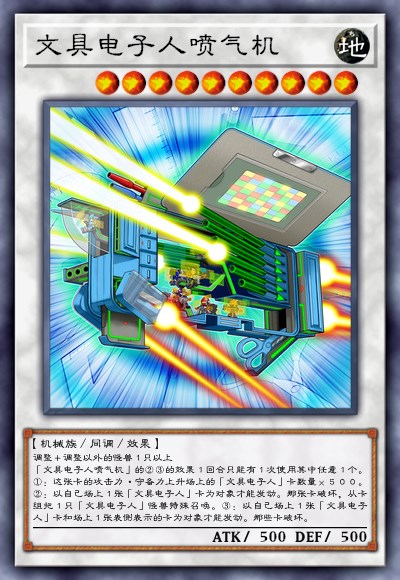 文具电子人喷气机
地
【机械族／同调／效果】
调整＋调整以外的怪兽1只以上
「文具电子人喷气机」的②③的效果1回合只能有1次使用其中任意1个。
①：这张卡的攻击力·守备力上升场上的「文具电子人」卡数量×５００。
②：以自己场上1张「文具电子人」卡为对象才能发动。那张卡破坏，从卡
组把1只「文具电子人」怪兽特殊召唤。③：以自己场上1张「文具电子
人」卡和场上1张表侧表示的卡为对象才能发动。那些卡破坏。
ATK/ 500 DEF/ 500